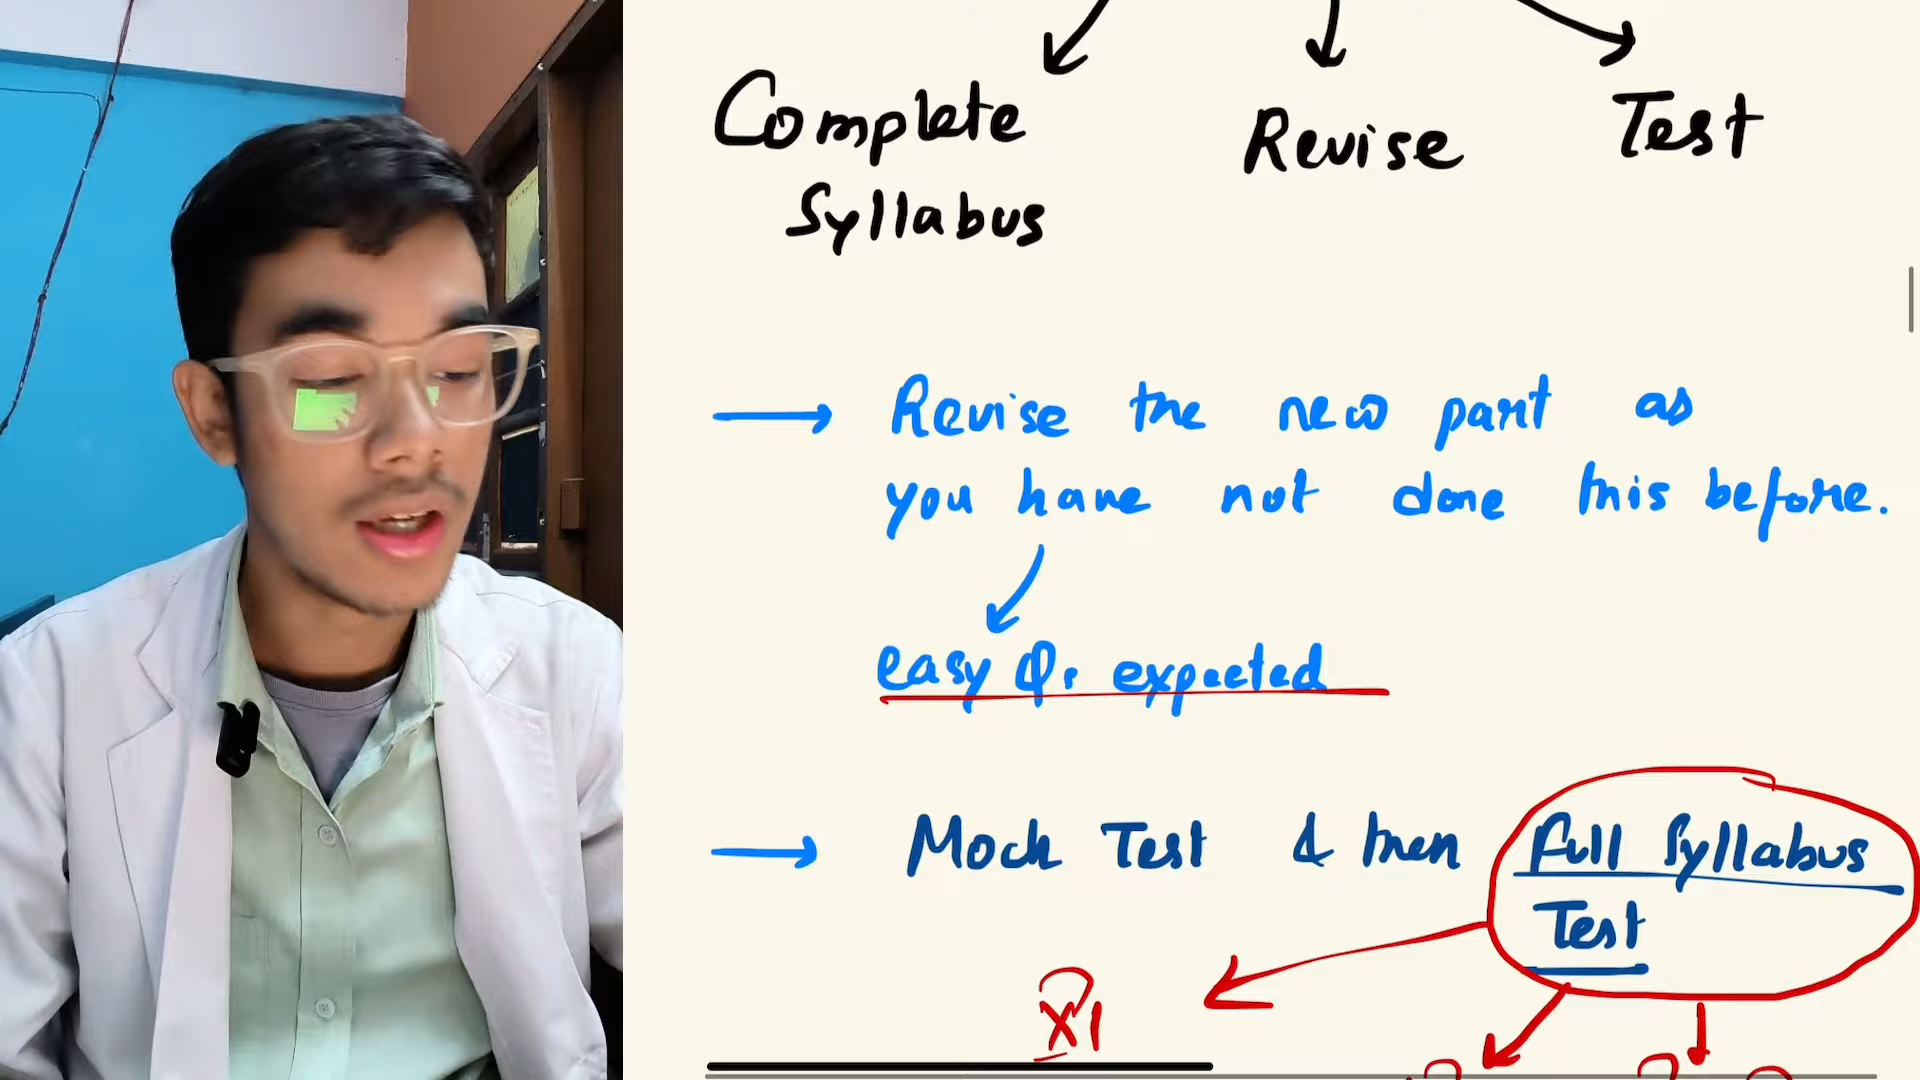 Complete Revise Test
Syllabus
Revise the new part as
you have not done this before.
easy Qs expected
Mock Test & then Full Syllabus
Test